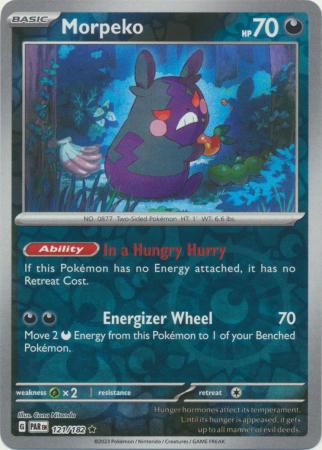 BASIC
Morpeko
HP 70
NO. 0877 Two-Sided Pokémon HT. 1' WT. 6.6 lbs.
Ability In a Hungry Hurry
If this Pokémon has no Energy attached, it has no
Retreat Cost.
Energizer Wheel 70
Move 2 Energy from this Pokémon to 1 of your Benched
Pokémon.
weakness ×2 resistance retreat
Illus. Gana Nitondo
G PAR EN 121/182 ★
Hunger hormones affect its temperament.
Until its hunger is appeased, it gets up to all
manner of evil deeds.
©2023 Pokémon / Nintendo / Creatures / GAME FREAK